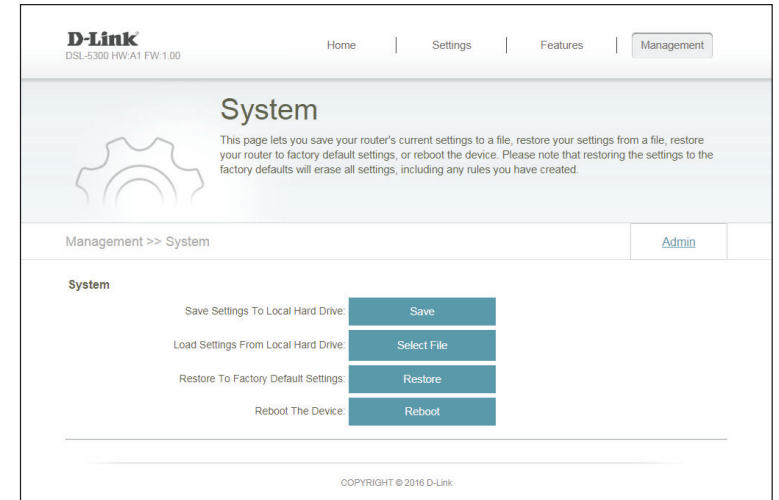 D-Link
DSL-5300 HW:A1 FW:1.00
Home | Settings | Features | Management
System
This page lets you save your router's current settings to a file, restore your settings from a file, restore
your router to factory default settings, or reboot the device. Please note that restoring the settings to the
factory defaults will erase all settings, including any rules you have created.
Management >> System
Admin
System
Save Settings To Local Hard Drive: Save
Load Settings From Local Hard Drive: Select File
Restore To Factory Default Settings: Restore
Reboot The Device: Reboot
COPYRIGHT © 2016 D-Link